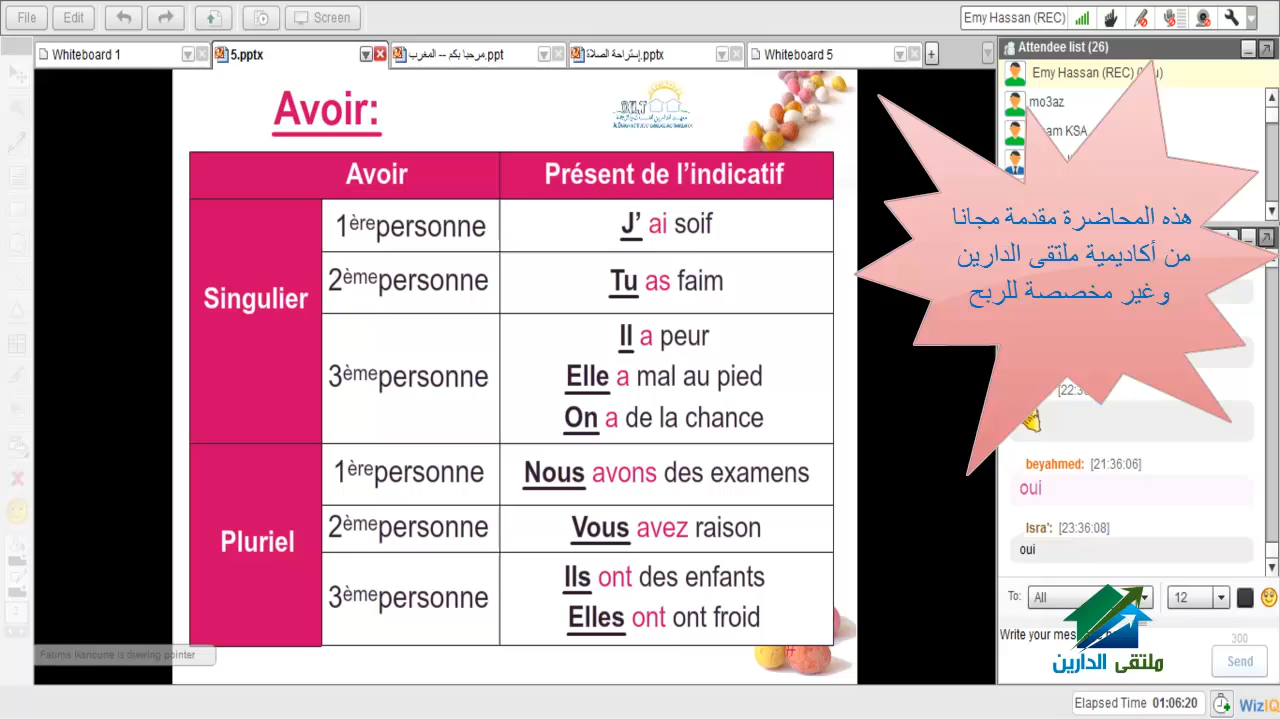 File Edit Screen Emy Hassan (REC)
Whiteboard 1 5.pptx مرحبا بكم -- المغرب.ppt إستراحة الصلاة.pptx Whiteboard 5 +
Attendee list (26)
Emy Hassan (REC)
mo3az
KSA
Avoir:
Avoir Présent de l’indicatif
Singulier
1èrepersonne J’ ai soif
2èmepersonne Tu as faim
3èmepersonne
Il a peur
Elle a mal au pied
On a de la chance
Pluriel
1èrepersonne Nous avons des examens
2èmepersonne Vous avez raison
3èmepersonne
Ils ont des enfants
Elles ont ont froid
هذه المحاضرة مقدمة مجانا
من أكاديمية ملتقى الدارين
وغير مخصصة للربح
beyahmed: [21:36:06]
oui
Isra': [23:36:08]
oui
To: All 12
Write your mess
300
Send
ملتقى الدارين
is drawing pointer
Elapsed Time 01:06:20 WizIQ